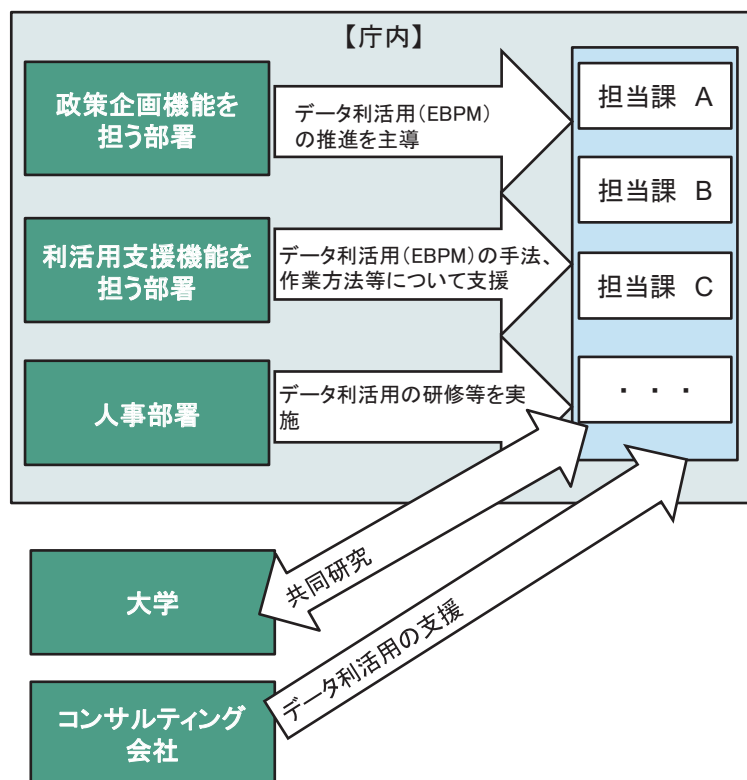 【庁内】
政策企画機能を
担う部署
データ利活用(EBPM)
の推進を主導
担当課 A
担当課 B
利活用支援機能を
担う部署
データ利活用(EBPM)の手法、
作業方法等について支援
担当課 C
人事部署
データ利活用の研修等を実
施
・・・
大学
共同研究
コンサルティング
会社
データ利活用の支援